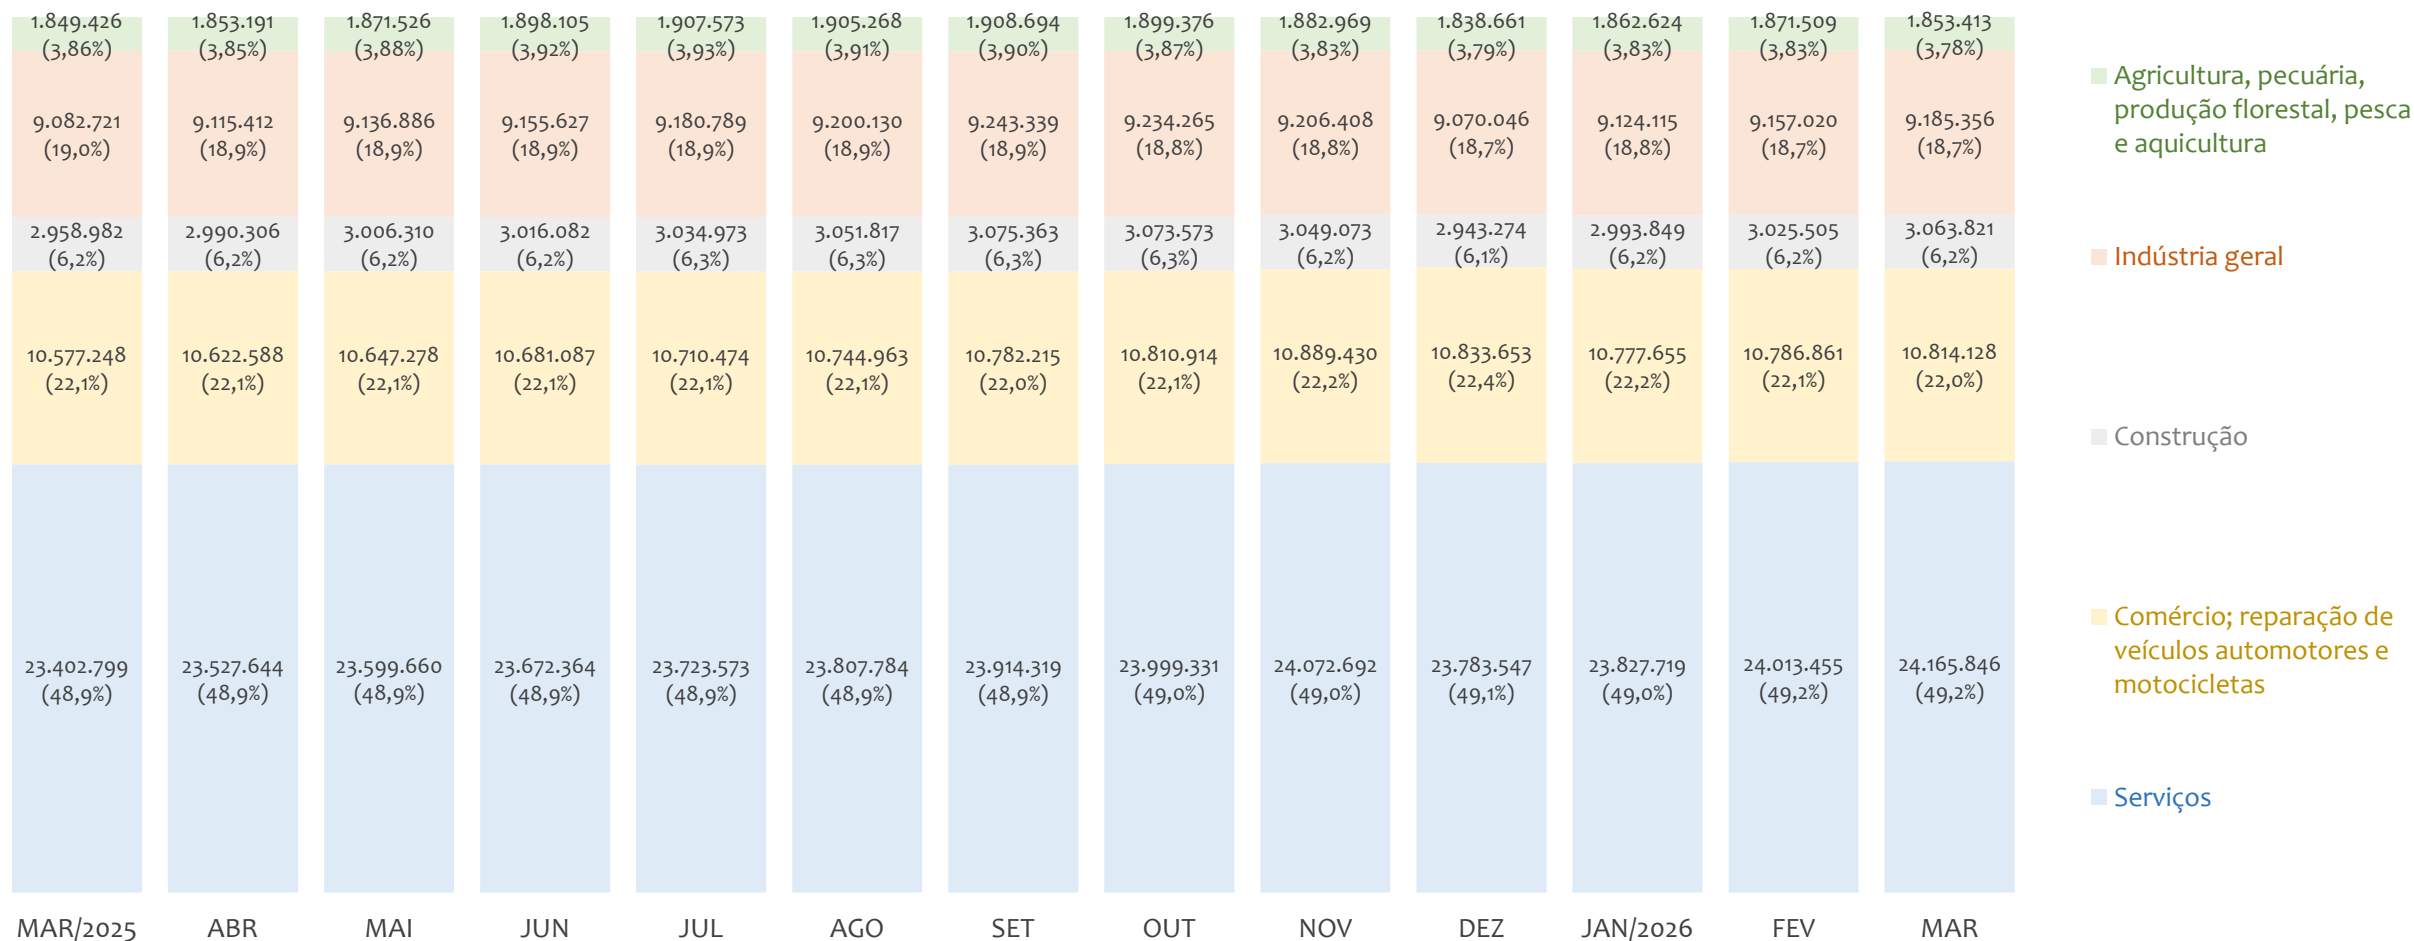 1.849.426 1.853.191 1.871.526 1.898.105 1.907.573 1.905.268 1.908.694 1.899.376 1.882.969 1.838.661 1.862.624 1.871.509 1.853.413
(3,86%) (3,85%) (3,88%) (3,92%) (3,93%) (3,91%) (3,90%) (3,87%) (3,83%) (3,79%) (3,83%) (3,83%) (3,78%)
9.082.721 9.115.412 9.136.886 9.155.627 9.180.789 9.200.130 9.243.339 9.234.265 9.206.408 9.070.046 9.124.115 9.157.020 9.185.356
(19,0%) (18,9%) (18,9%) (18,9%) (18,9%) (18,9%) (18,9%) (18,8%) (18,8%) (18,7%) (18,8%) (18,7%) (18,7%)
2.958.982 2.990.306 3.006.310 3.016.082 3.034.973 3.051.817 3.075.363 3.073.573 3.049.073 2.943.274 2.993.849 3.025.505 3.063.821
(6,2%) (6,2%) (6,2%) (6,2%) (6,3%) (6,3%) (6,3%) (6,3%) (6,2%) (6,1%) (6,2%) (6,2%) (6,2%)
10.577.248 10.622.588 10.647.278 10.681.087 10.710.474 10.744.963 10.782.215 10.810.914 10.889.430 10.833.653 10.777.655 10.786.861 10.814.128
(22,1%) (22,1%) (22,1%) (22,1%) (22,1%) (22,1%) (22,0%) (22,1%) (22,2%) (22,4%) (22,2%) (22,1%) (22,0%)
23.402.799 23.527.644 23.599.660 23.672.364 23.723.573 23.807.784 23.914.319 23.999.331 24.072.692 23.783.547 23.827.719 24.013.455 24.165.846
(48,9%) (48,9%) (48,9%) (48,9%) (48,9%) (48,9%) (48,9%) (49,0%) (49,0%) (49,1%) (49,0%) (49,2%) (49,2%)
MAR/2025 ABR MAI JUN JUL AGO SET OUT NOV DEZ JAN/2026 FEV MAR
Agricultura, pecuária,
produção florestal, pesca
e aquicultura
Indústria geral
Construção
Comércio; reparação de
veículos automotores e
motocicletas
Serviços